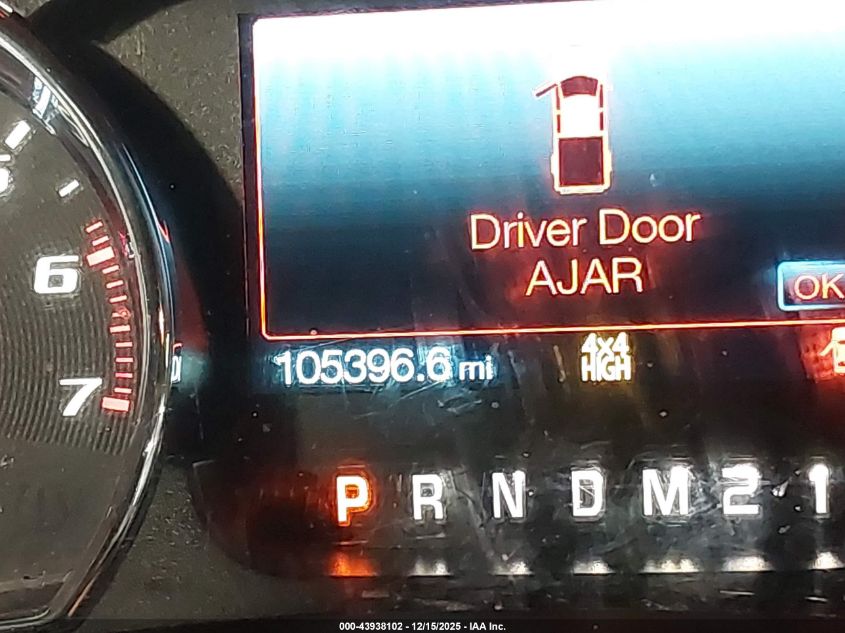 Driver Door
AJAR
OK
6
7
105396.6 mi
4x4
HIGH
P R N D M 2 1
000-43938102 - 12/15/2025 - IAA Inc.